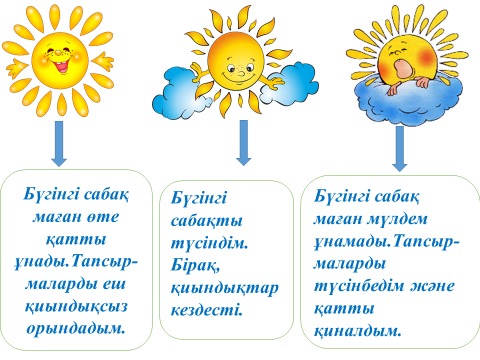 Бүгінгі сабақ
маған өте
қатты
ұнады.Тапсыр-
маларды еш
қиындықсыз
орындадым.
Бүгінгі
сабақты
түсіндім.
Бірақ,
қиындықтар
кездесті.
Бүгінгі сабақ
маған мүлдем
ұнамады.Тапсыр-
маларды
түсінбедім және
қатты
қиналдым.